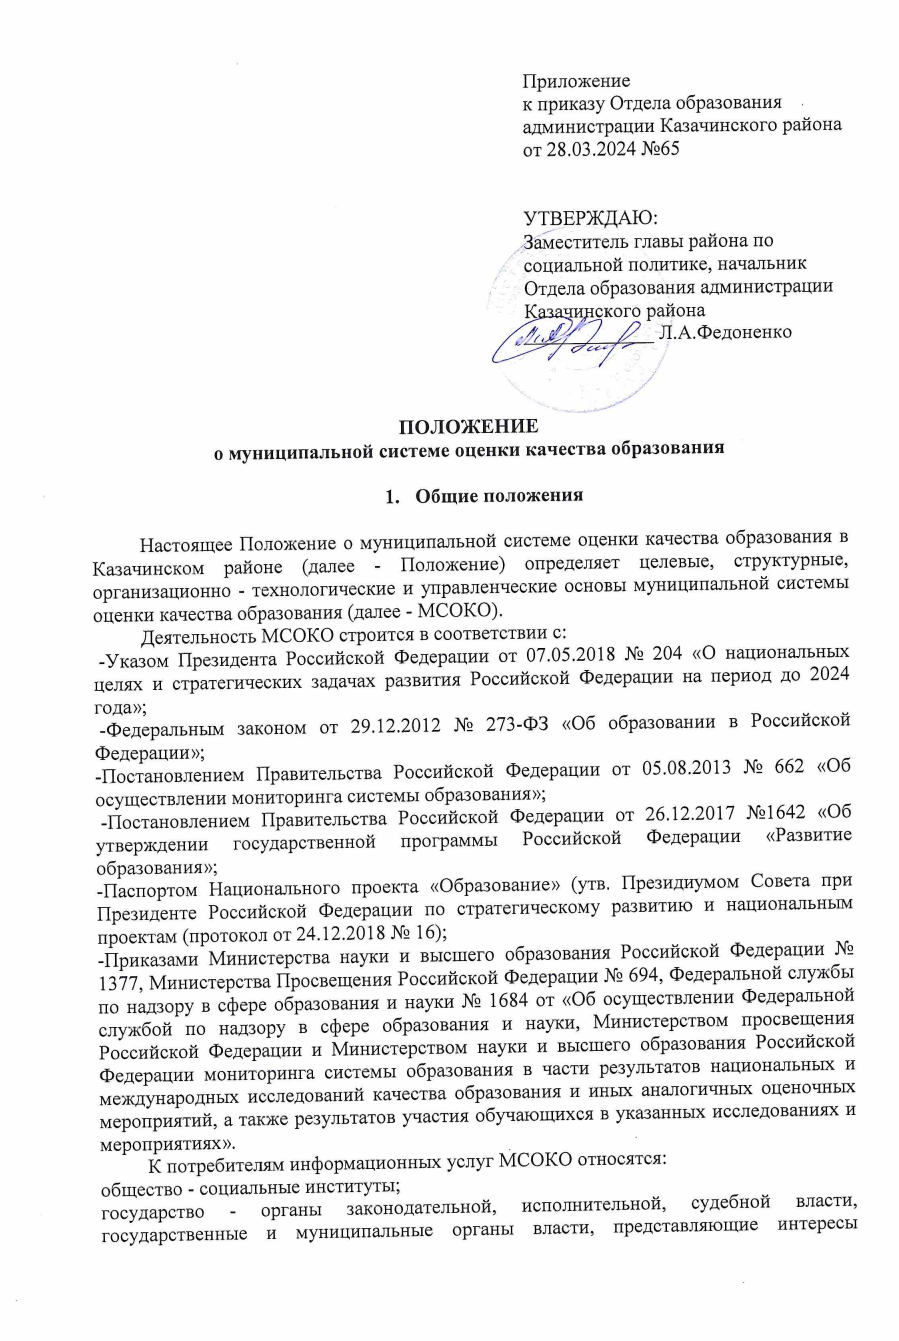 Приложение
к приказу Отдела образования
администрации Казачинского района
от 28.03.2024 №65
УТВЕРЖДАЮ:
Заместитель главы района по
социальной политике, начальник
Отдела образования администрации
Казачинского района
_____________ Л.А.Федоненко
ПОЛОЖЕНИЕ
о муниципальной системе оценки качества образования
1. Общие положения
Настоящее Положение о муниципальной системе оценки качества образования в
Казачинском районе (далее - Положение) определяет целевые, структурные,
организационно - технологические и управленческие основы муниципальной системы
оценки качества образования (далее - МСОКО).
Деятельность МСОКО строится в соответствии с:
-Указом Президента Российской Федерации от 07.05.2018 № 204 «О национальных
целях и стратегических задачах развития Российской Федерации на период до 2024
года»;
-Федеральным законом от 29.12.2012 № 273-ФЗ «Об образовании в Российской
Федерации»;
-Постановлением Правительства Российской Федерации от 05.08.2013 № 662 «Об
осуществлении мониторинга системы образования»;
-Постановлением Правительства Российской Федерации от 26.12.2017 №1642 «Об
утверждении государственной программы Российской Федерации «Развитие
образования»;
-Паспортом Национального проекта «Образование» (утв. Президиумом Совета при
Президенте Российской Федерации по стратегическому развитию и национальным
проектам (протокол от 24.12.2018 № 16);
-Приказами Министерства науки и высшего образования Российской Федерации №
1377, Министерства Просвещения Российской Федерации № 694, Федеральной службы
по надзору в сфере образования и науки № 1684 от «Об осуществлении Федеральной
службой по надзору в сфере образования и науки, Министерством просвещения
Российской Федерации и Министерством науки и высшего образования Российской
Федерации мониторинга системы образования в части результатов национальных и
международных исследований качества образования и иных аналогичных оценочных
мероприятий, а также результатов участия обучающихся в указанных исследованиях и
мероприятиях».
К потребителям информационных услуг МСОКО относятся:
общество - социальные институты;
государство - органы законодательной, исполнительной, судебной власти,
государственные и муниципальные органы власти, представляющие интересы